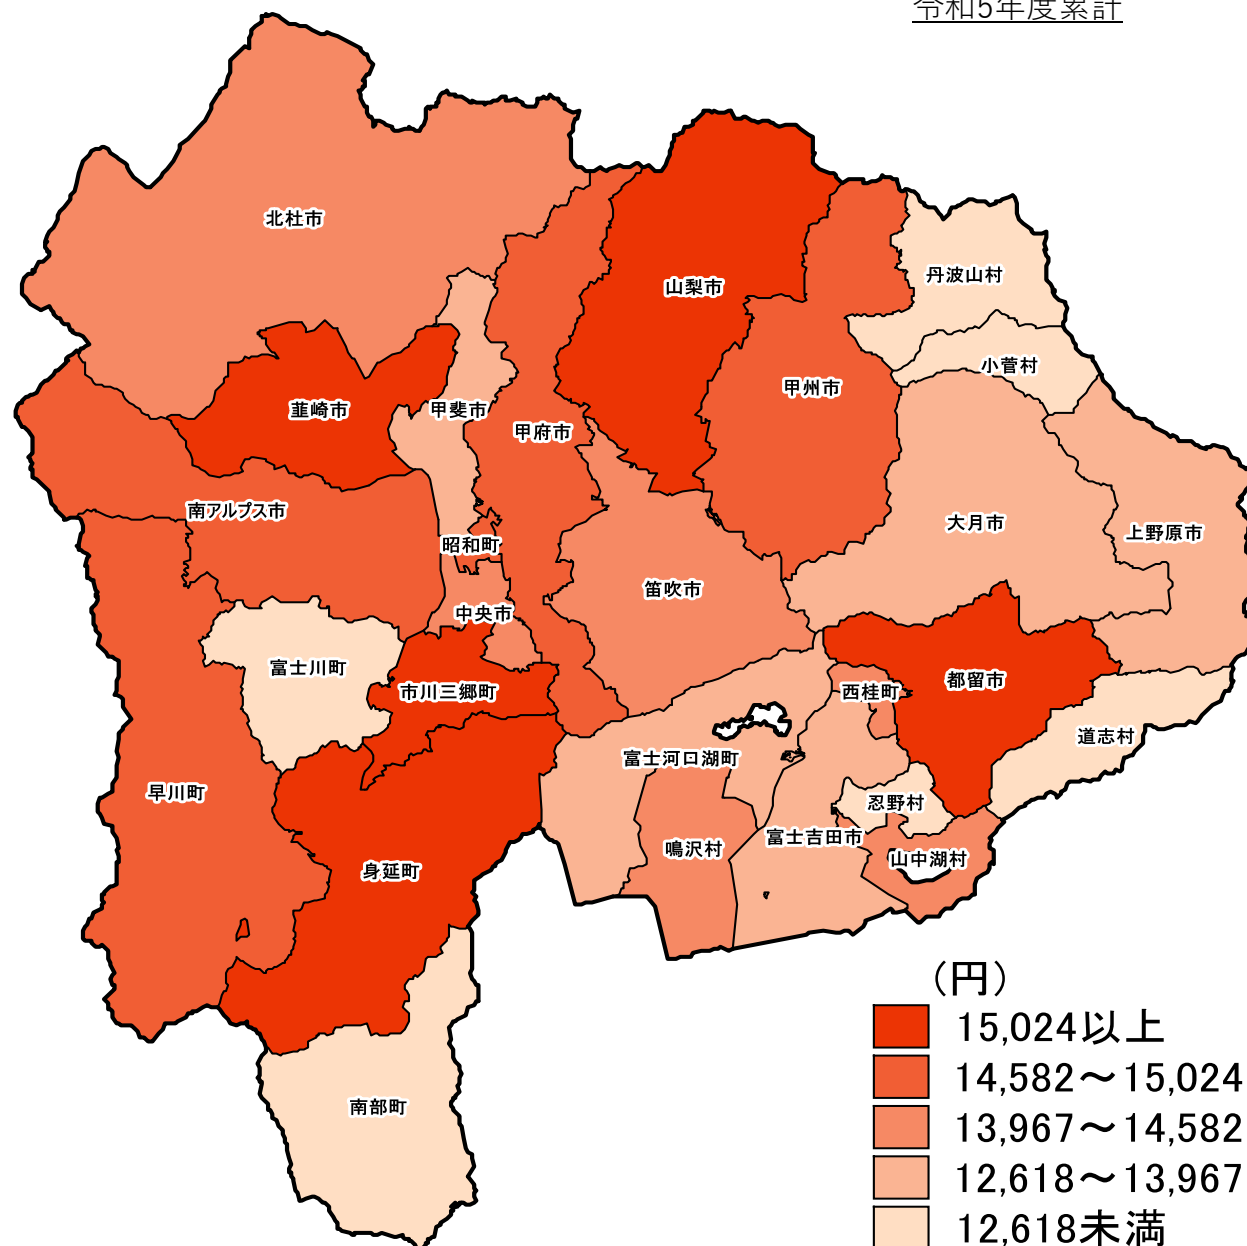 令和5年度累計
北杜市
丹波山村
山梨市
小菅村
甲州市
韮崎市
甲斐市
甲府市
南アルプス市
大月市
上野原市
昭和町
笛吹市
中央市
富士川町
市川三郷町
都留市
西桂町
道志村
富士河口湖町
早川町
忍野村
富士吉田市
鳴沢村
山中湖村
身延町
南部町
（円）
15,024以上
14,582～15,024
13,967～14,582
12,618～13,967
12,618未満